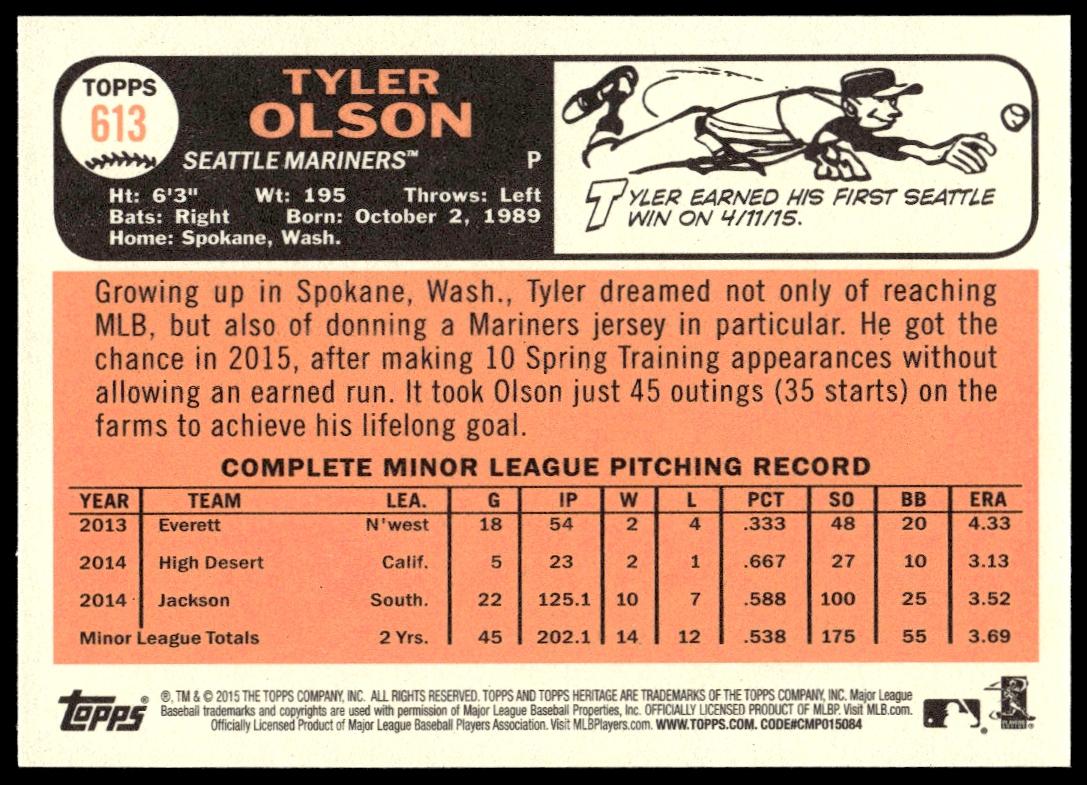 TOPPS
613
TYLER
OLSON
SEATTLE MARINERS™ P
Ht: 6'3" Wt: 195 Throws: Left
Bats: Right Born: October 2, 1989
Home: Spokane, Wash.
TYLER EARNED HIS FIRST SEATTLE
WIN ON 4/11/15.
Growing up in Spokane, Wash., Tyler dreamed not only of reaching
MLB, but also of donning a Mariners jersey in particular. He got the
chance in 2015, after making 10 Spring Training appearances without
allowing an earned run. It took Olson just 45 outings (35 starts) on the
farms to achieve his lifelong goal.
COMPLETE MINOR LEAGUE PITCHING RECORD
YEAR TEAM LEA. G IP W L PCT SO BB ERA
2013 Everett N'west 18 54 2 4 .333 48 20 4.33
2014 High Desert Calif. 5 23 2 1 .667 27 10 3.13
2014 Jackson South. 22 125.1 10 7 .588 100 25 3.52
Minor League Totals 2 Yrs. 45 202.1 14 12 .538 175 55 3.69
Topps®
®, TM & © 2015 THE TOPPS COMPANY, INC. ALL RIGHTS RESERVED. TOPPS AND TOPPS HERITAGE ARE TRADEMARKS OF THE TOPPS COMPANY, INC. Major League
Baseball trademarks and copyrights are used with permission of Major League Baseball Properties, Inc. OFFICIALLY LICENSED PRODUCT OF MLBP. Visit MLB.com.
Officially Licensed Product of Major League Baseball Players Association. Visit MLBPlayers.com. WWW.TOPPS.COM. CODE#CMP015084